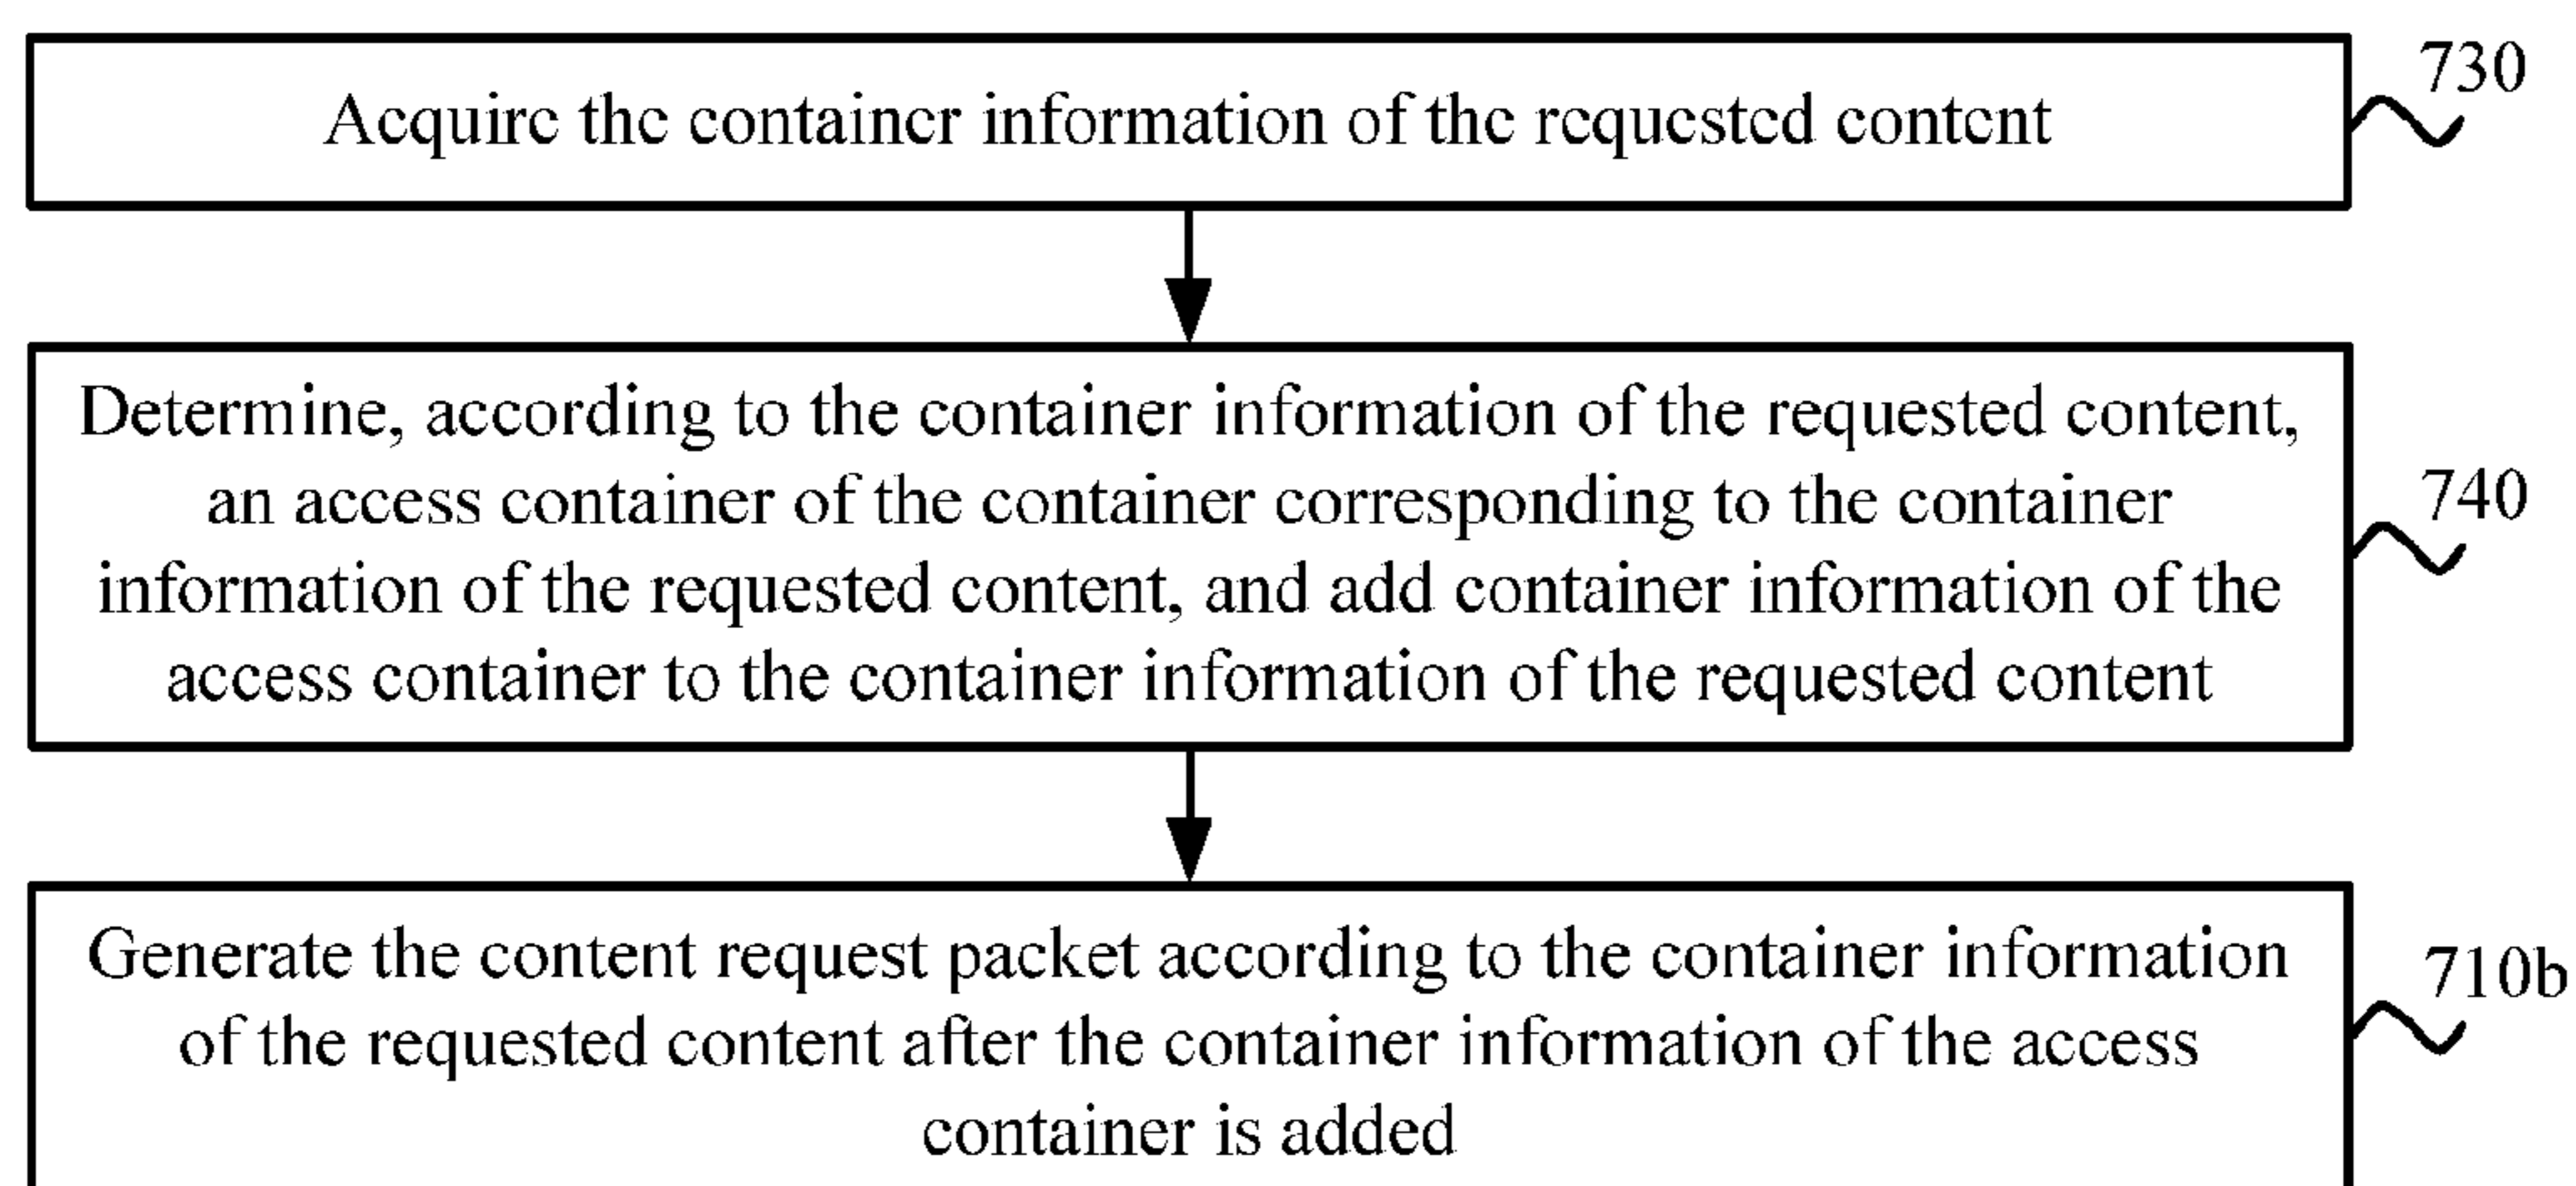 730
Acquire the container information of the requested content
Determine, according to the container information of the requested content,
an access container of the container corresponding to the container
740
information of the requested content, and add container information of the
access container to the container information of the requested content
Generate the content request packet according to the container information
710b
of the requested content after the container information of the access
container is added